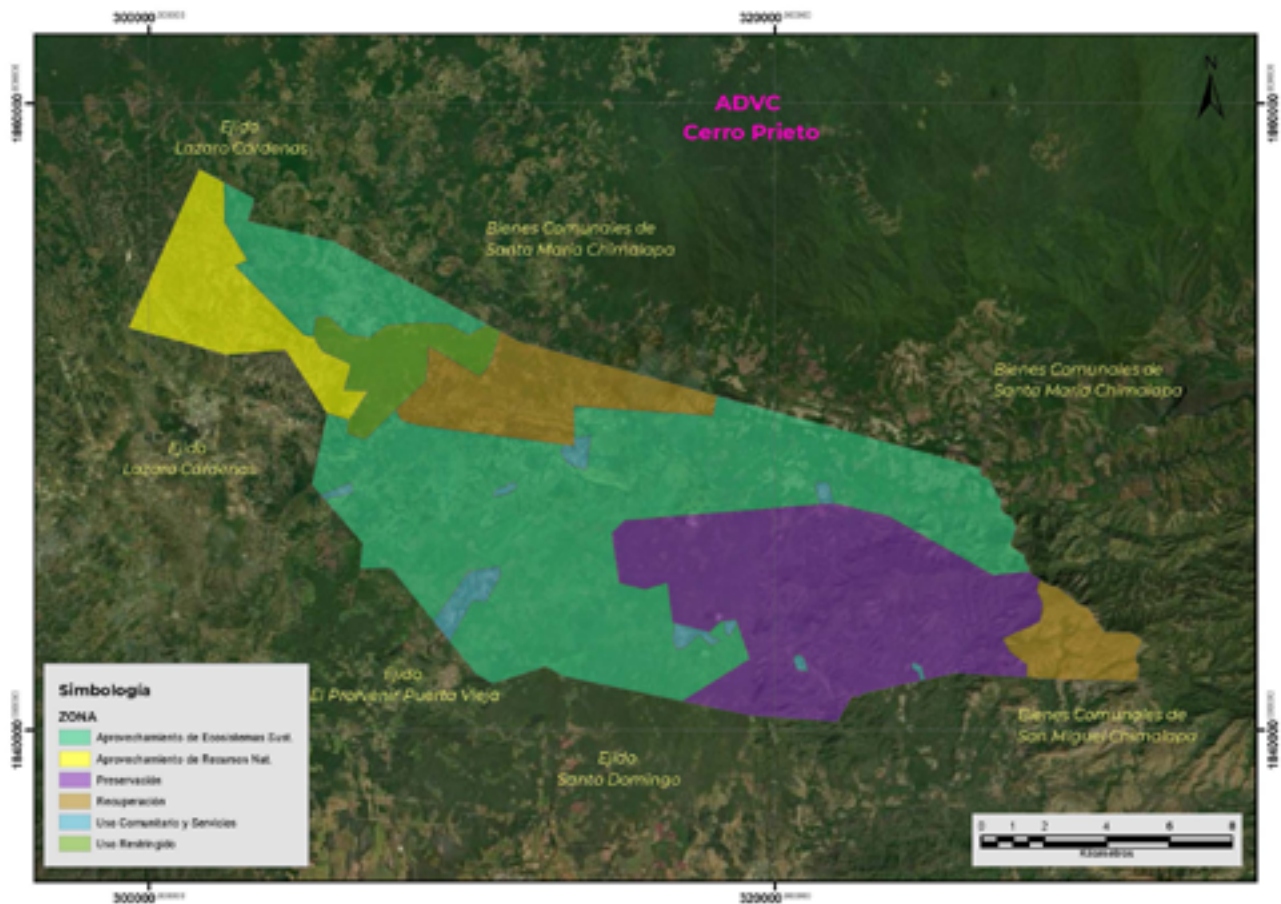 300000
320000
N
1860000
1860000
ADVC
Cerro Prieto
Ejido
Lazaro Cárdenas
Bienes Comunales de
Santa María Chimalapa
Bienes Comunales de
Santa María Chimalapa
Ejido
Lazaro Cárdenas
Ejido
El Porvenir Puerta Vieja
Bienes Comunales de
San Miguel Chimalapa
Ejido
Santo Domingo
1840000
1840000
Simbología
ZONA
Aprovechamiento de Ecosistemas Sust.
Aprovechamiento de Recursos Nat.
Preservación
Recuperación
Uso Comunitario y Servicios
Uso Restringido
0 1 2 4 6 8
Kilometros
300000
320000